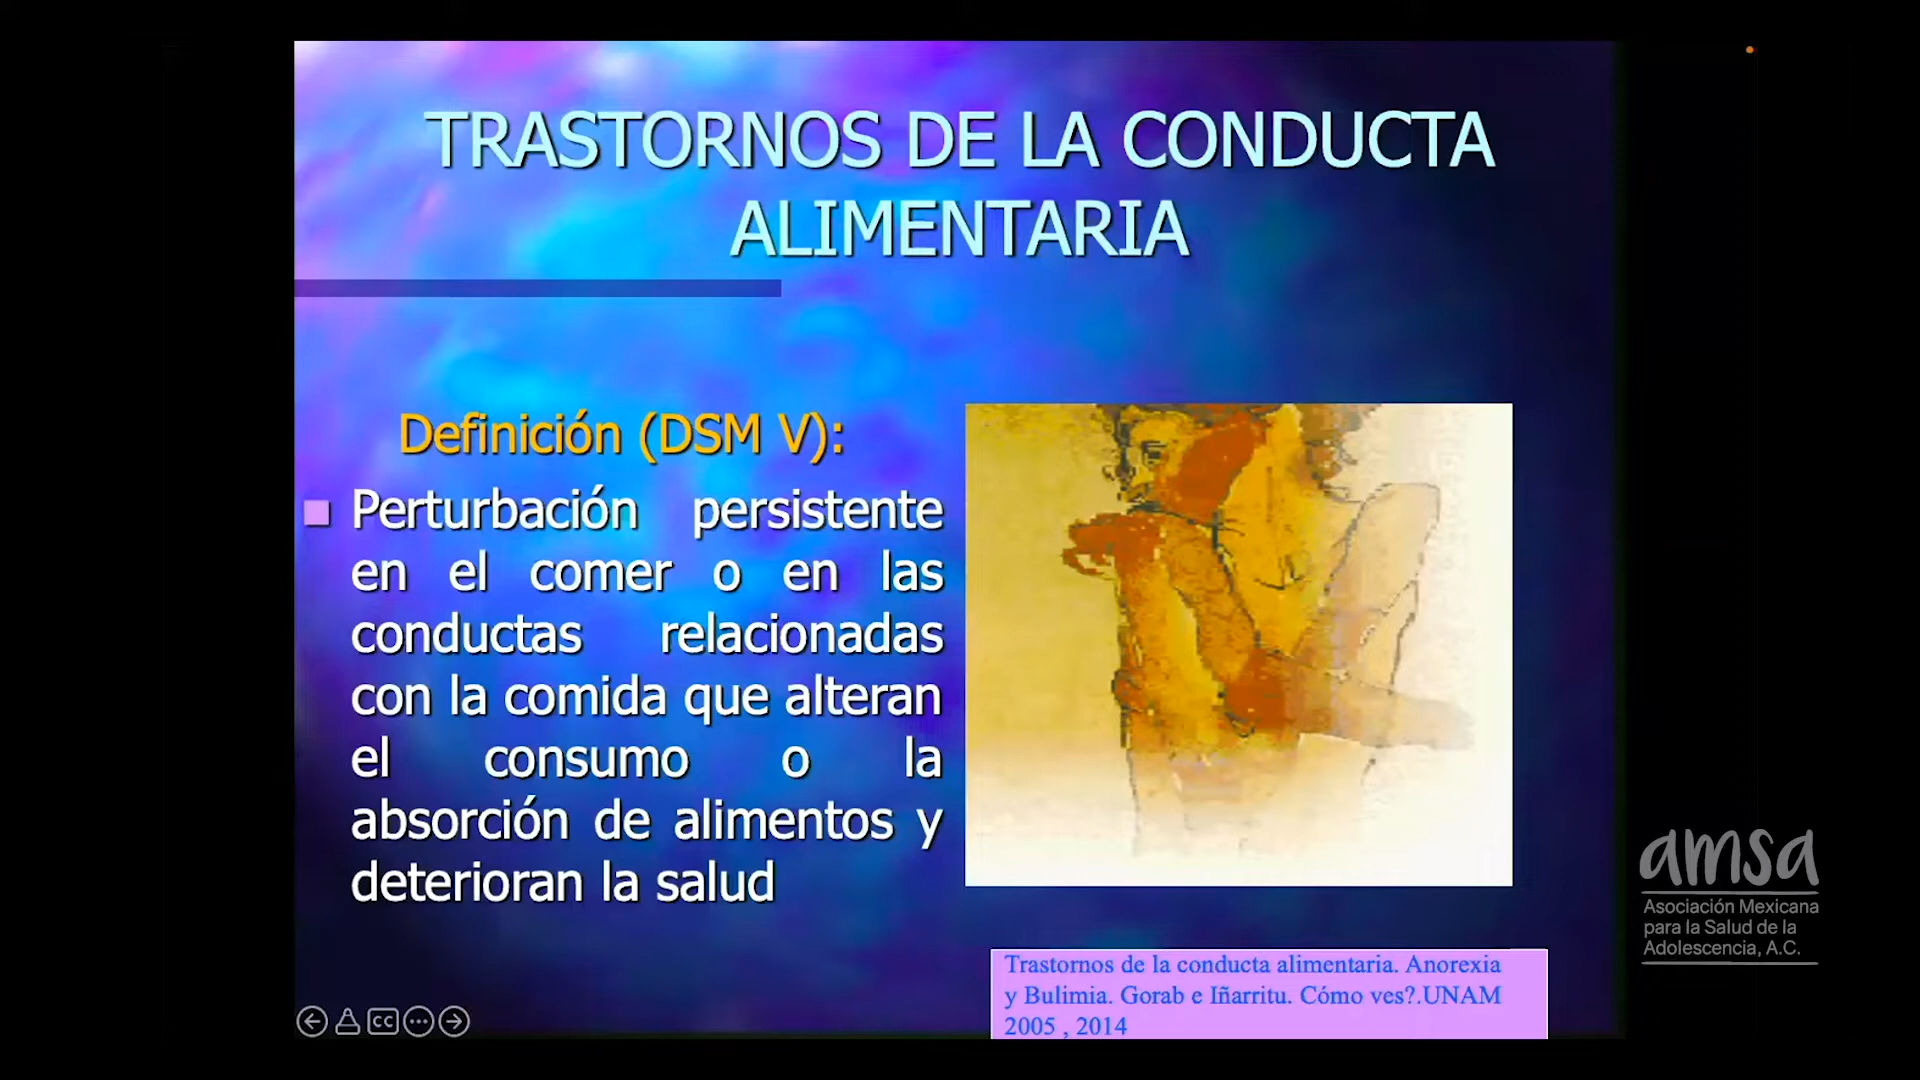 TRASTORNOS DE LA CONDUCTA
ALIMENTARIA
Definición (DSM V):
Perturbación persistente
en el comer o en las
conductas relacionadas
con la comida que alteran
el consumo o la
absorción de alimentos y
deterioran la salud
Trastornos de la conducta alimentaria. Anorexia
y Bulimia. Gorab e Iñarritu. Cómo ves?.UNAM
2005 , 2014
amsa
Asociación Mexicana
para la Salud de la
Adolescencia, A.C.
CC